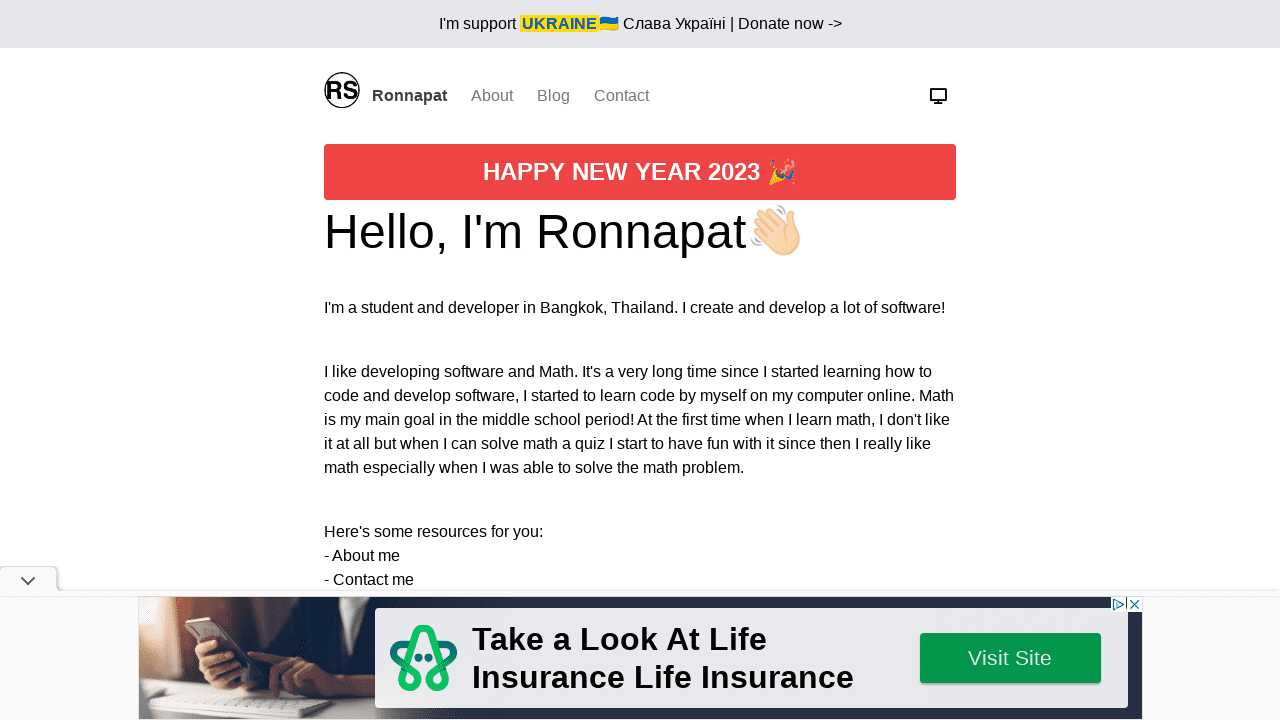 I'm support UKRAINE🇺🇦 Слава Україні | Donate now ->
RS Ronnapat About Blog Contact
HAPPY NEW YEAR 2023 🎉
Hello, I'm Ronnapat👋🏻
I'm a student and developer in Bangkok, Thailand. I create and develop a lot of software!
I like developing software and Math. It's a very long time since I started learning how to
code and develop software, I started to learn code by myself on my computer online. Math
is my main goal in the middle school period! At the first time when I learn math, I don't like
it at all but when I can solve math a quiz I start to have fun with it since then I really like
math especially when I was able to solve the math problem.
Here's some resources for you:
- About me
- Contact me
Take a Look At Life
Insurance Life Insurance
Visit Site